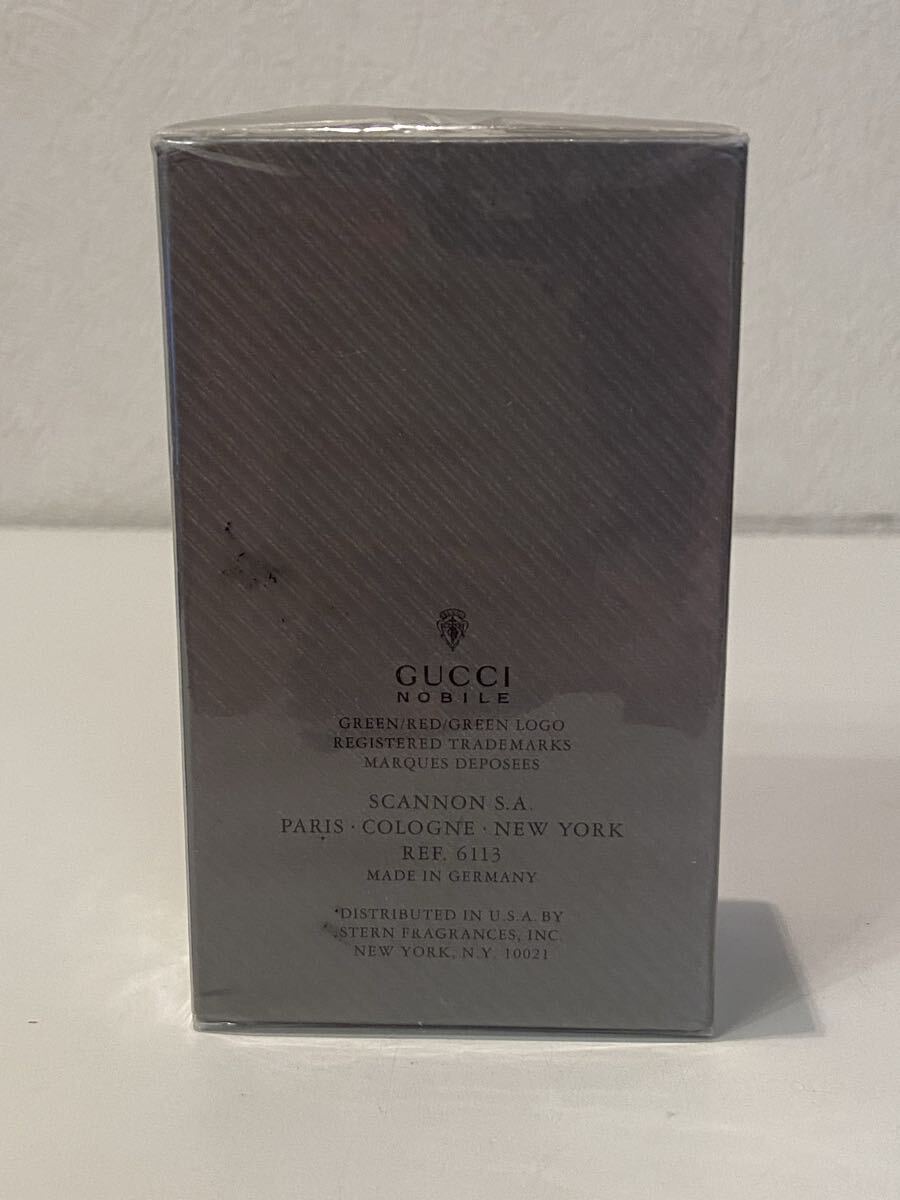 GUCCI
GUCCI
NOBILE
GREEN/RED/GREEN LOGO
REGISTERED TRADEMARKS
MARQUES DEPOSEES
SCANNON S.A.
PARIS · COLOGNE · NEW YORK
REF. 6113
MADE IN GERMANY
DISTRIBUTED IN U.S.A. BY
STERN FRAGRANCES, INC.
NEW YORK, N.Y. 10021